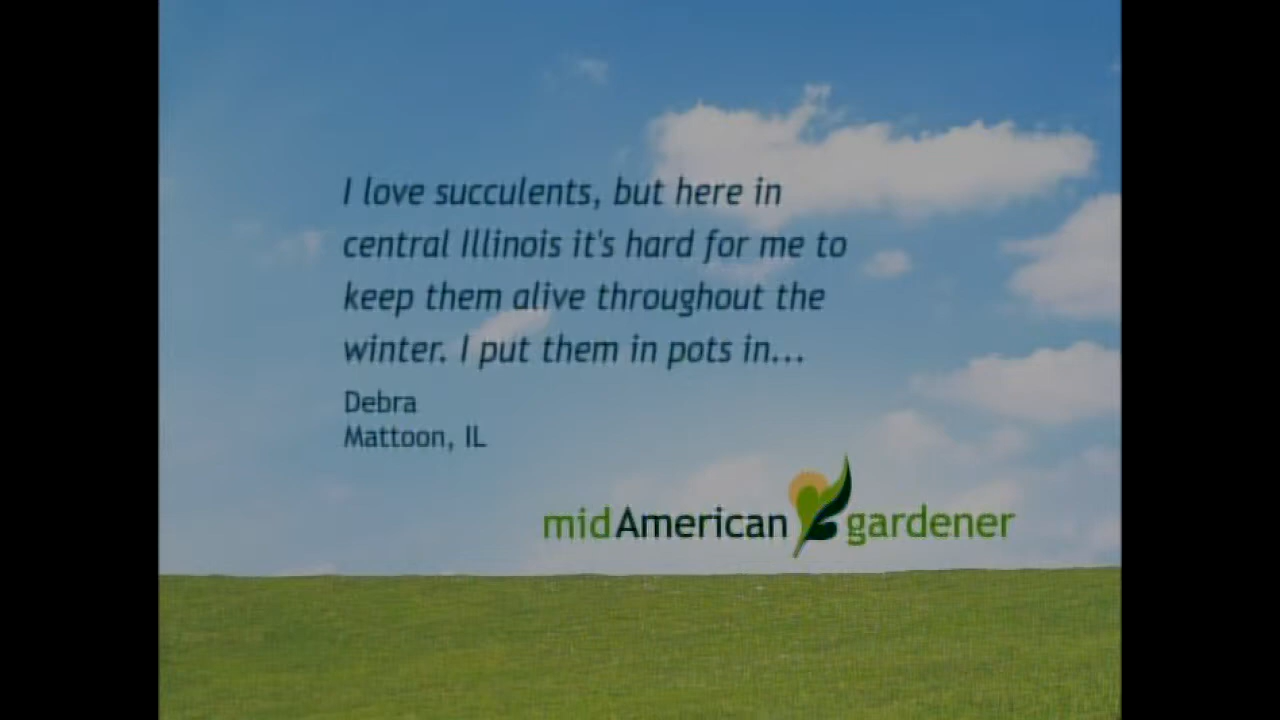 I love succulents, but here in
central Illinois it's hard for me to
keep them alive throughout the
winter. I put them in pots in...
Debra
Mattoon, IL
midAmerican gardener